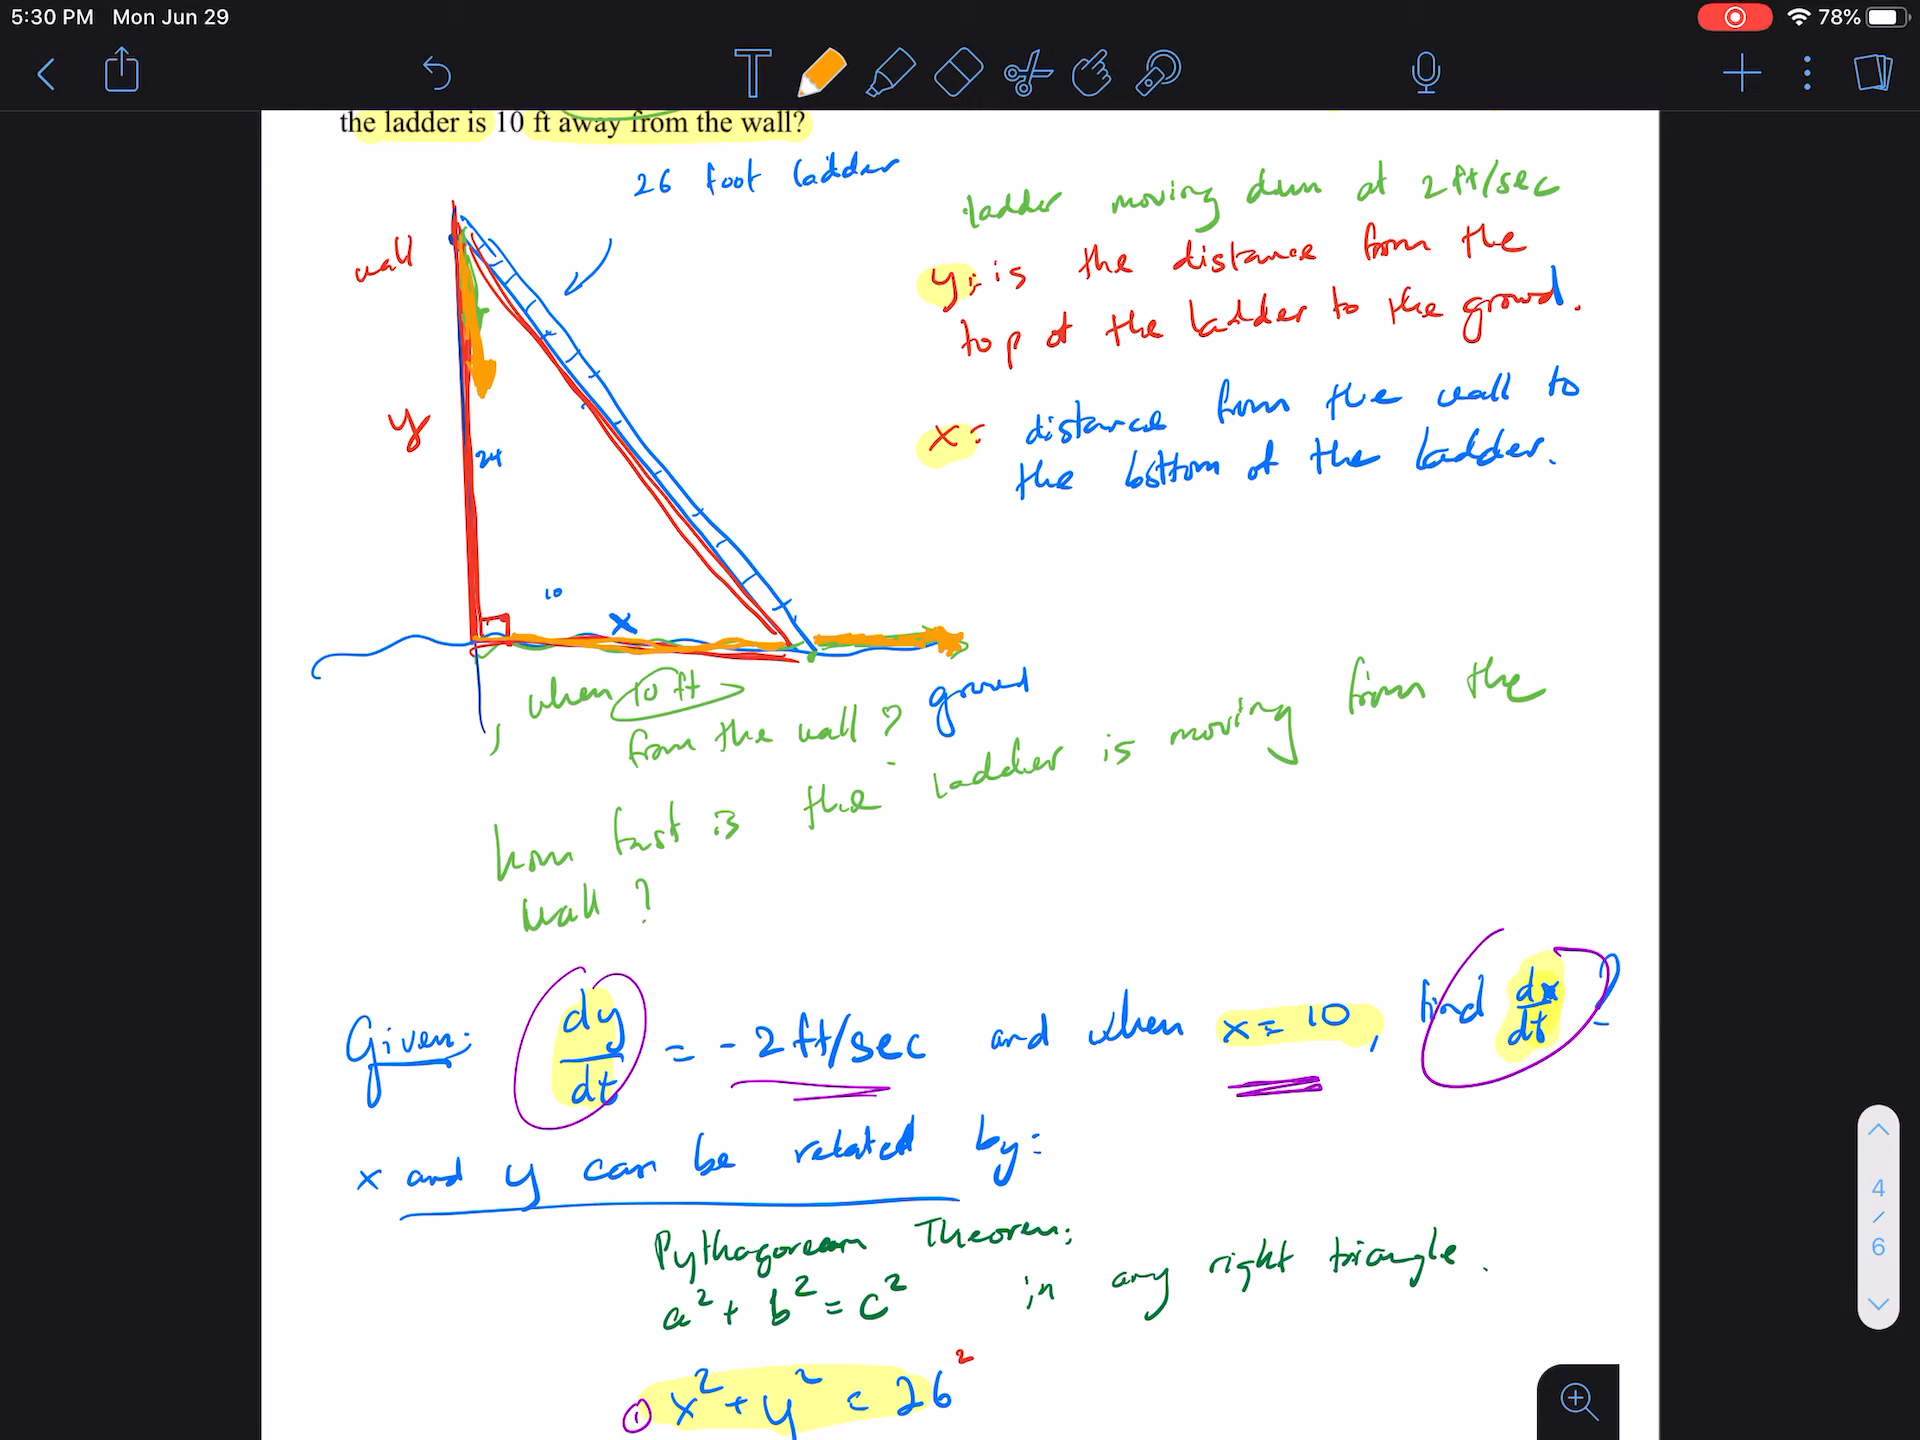 5:30 PM Mon Jun 29
78%
T
the ladder is 10 ft away from the wall?
26 foot ladder
ladder moving down at 2 ft/sec
wall
y: is the distance from the
top of the ladder to the ground.
y
24
x: distance from the wall to
the bottom of the ladder.
10
x
, when 10 ft
from the wall?
ground
how fast is the ladder is moving from the
wall?
Given: dy/dt = -2 ft/sec and when x = 10, find dx/dt?
x and y can be related by:
Pythagorean Theorem:
a² + b² = c² in any right triangle.
① x² + y² = 26²
4
/
6